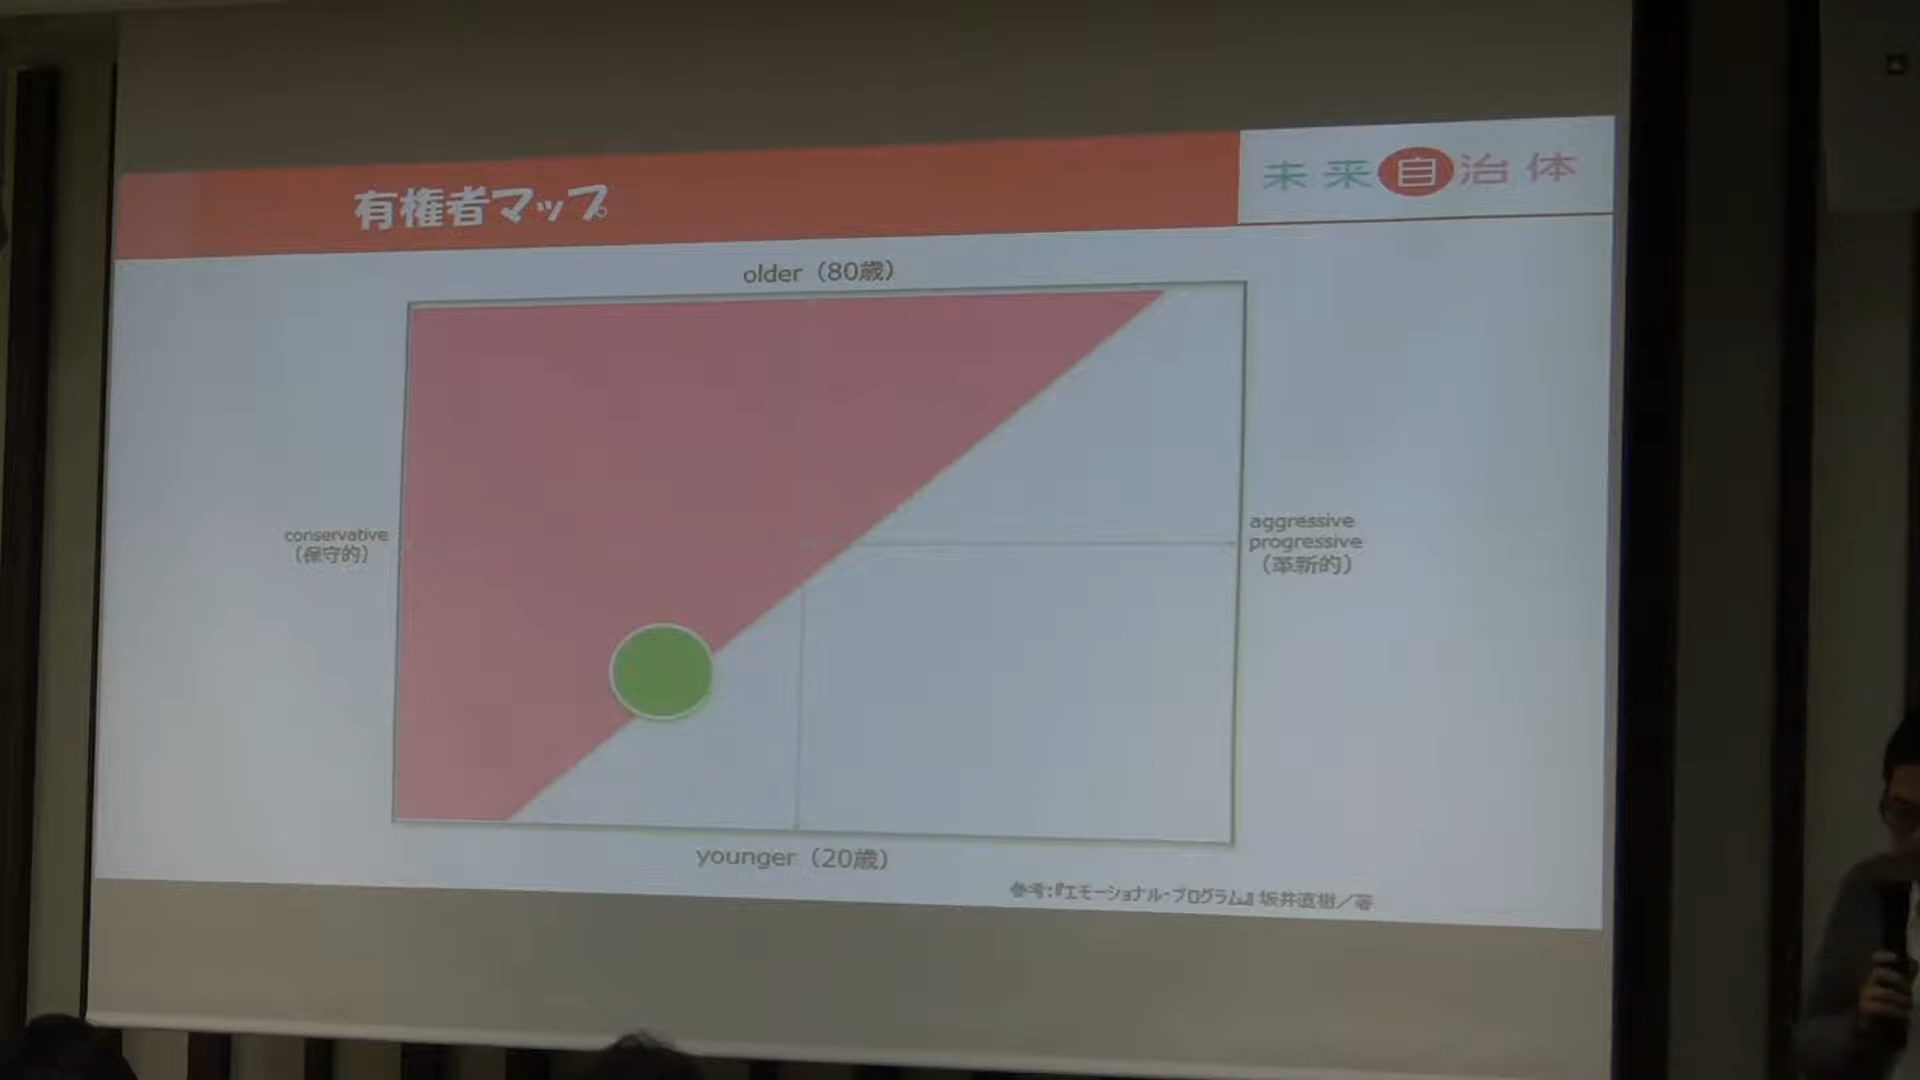 有権者マップ
未来自治体
older（80歳）
conservative
（保守的）
aggressive
progressive
（革新的）
younger（20歳）
参考：『エモーショナル・プログラム』 坂井直樹／著